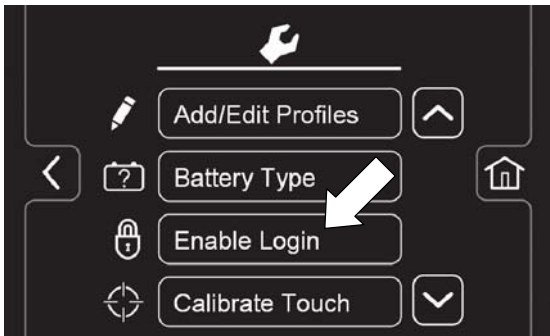 Add/Edit Profiles
Battery Type
Enable Login
Calibrate Touch